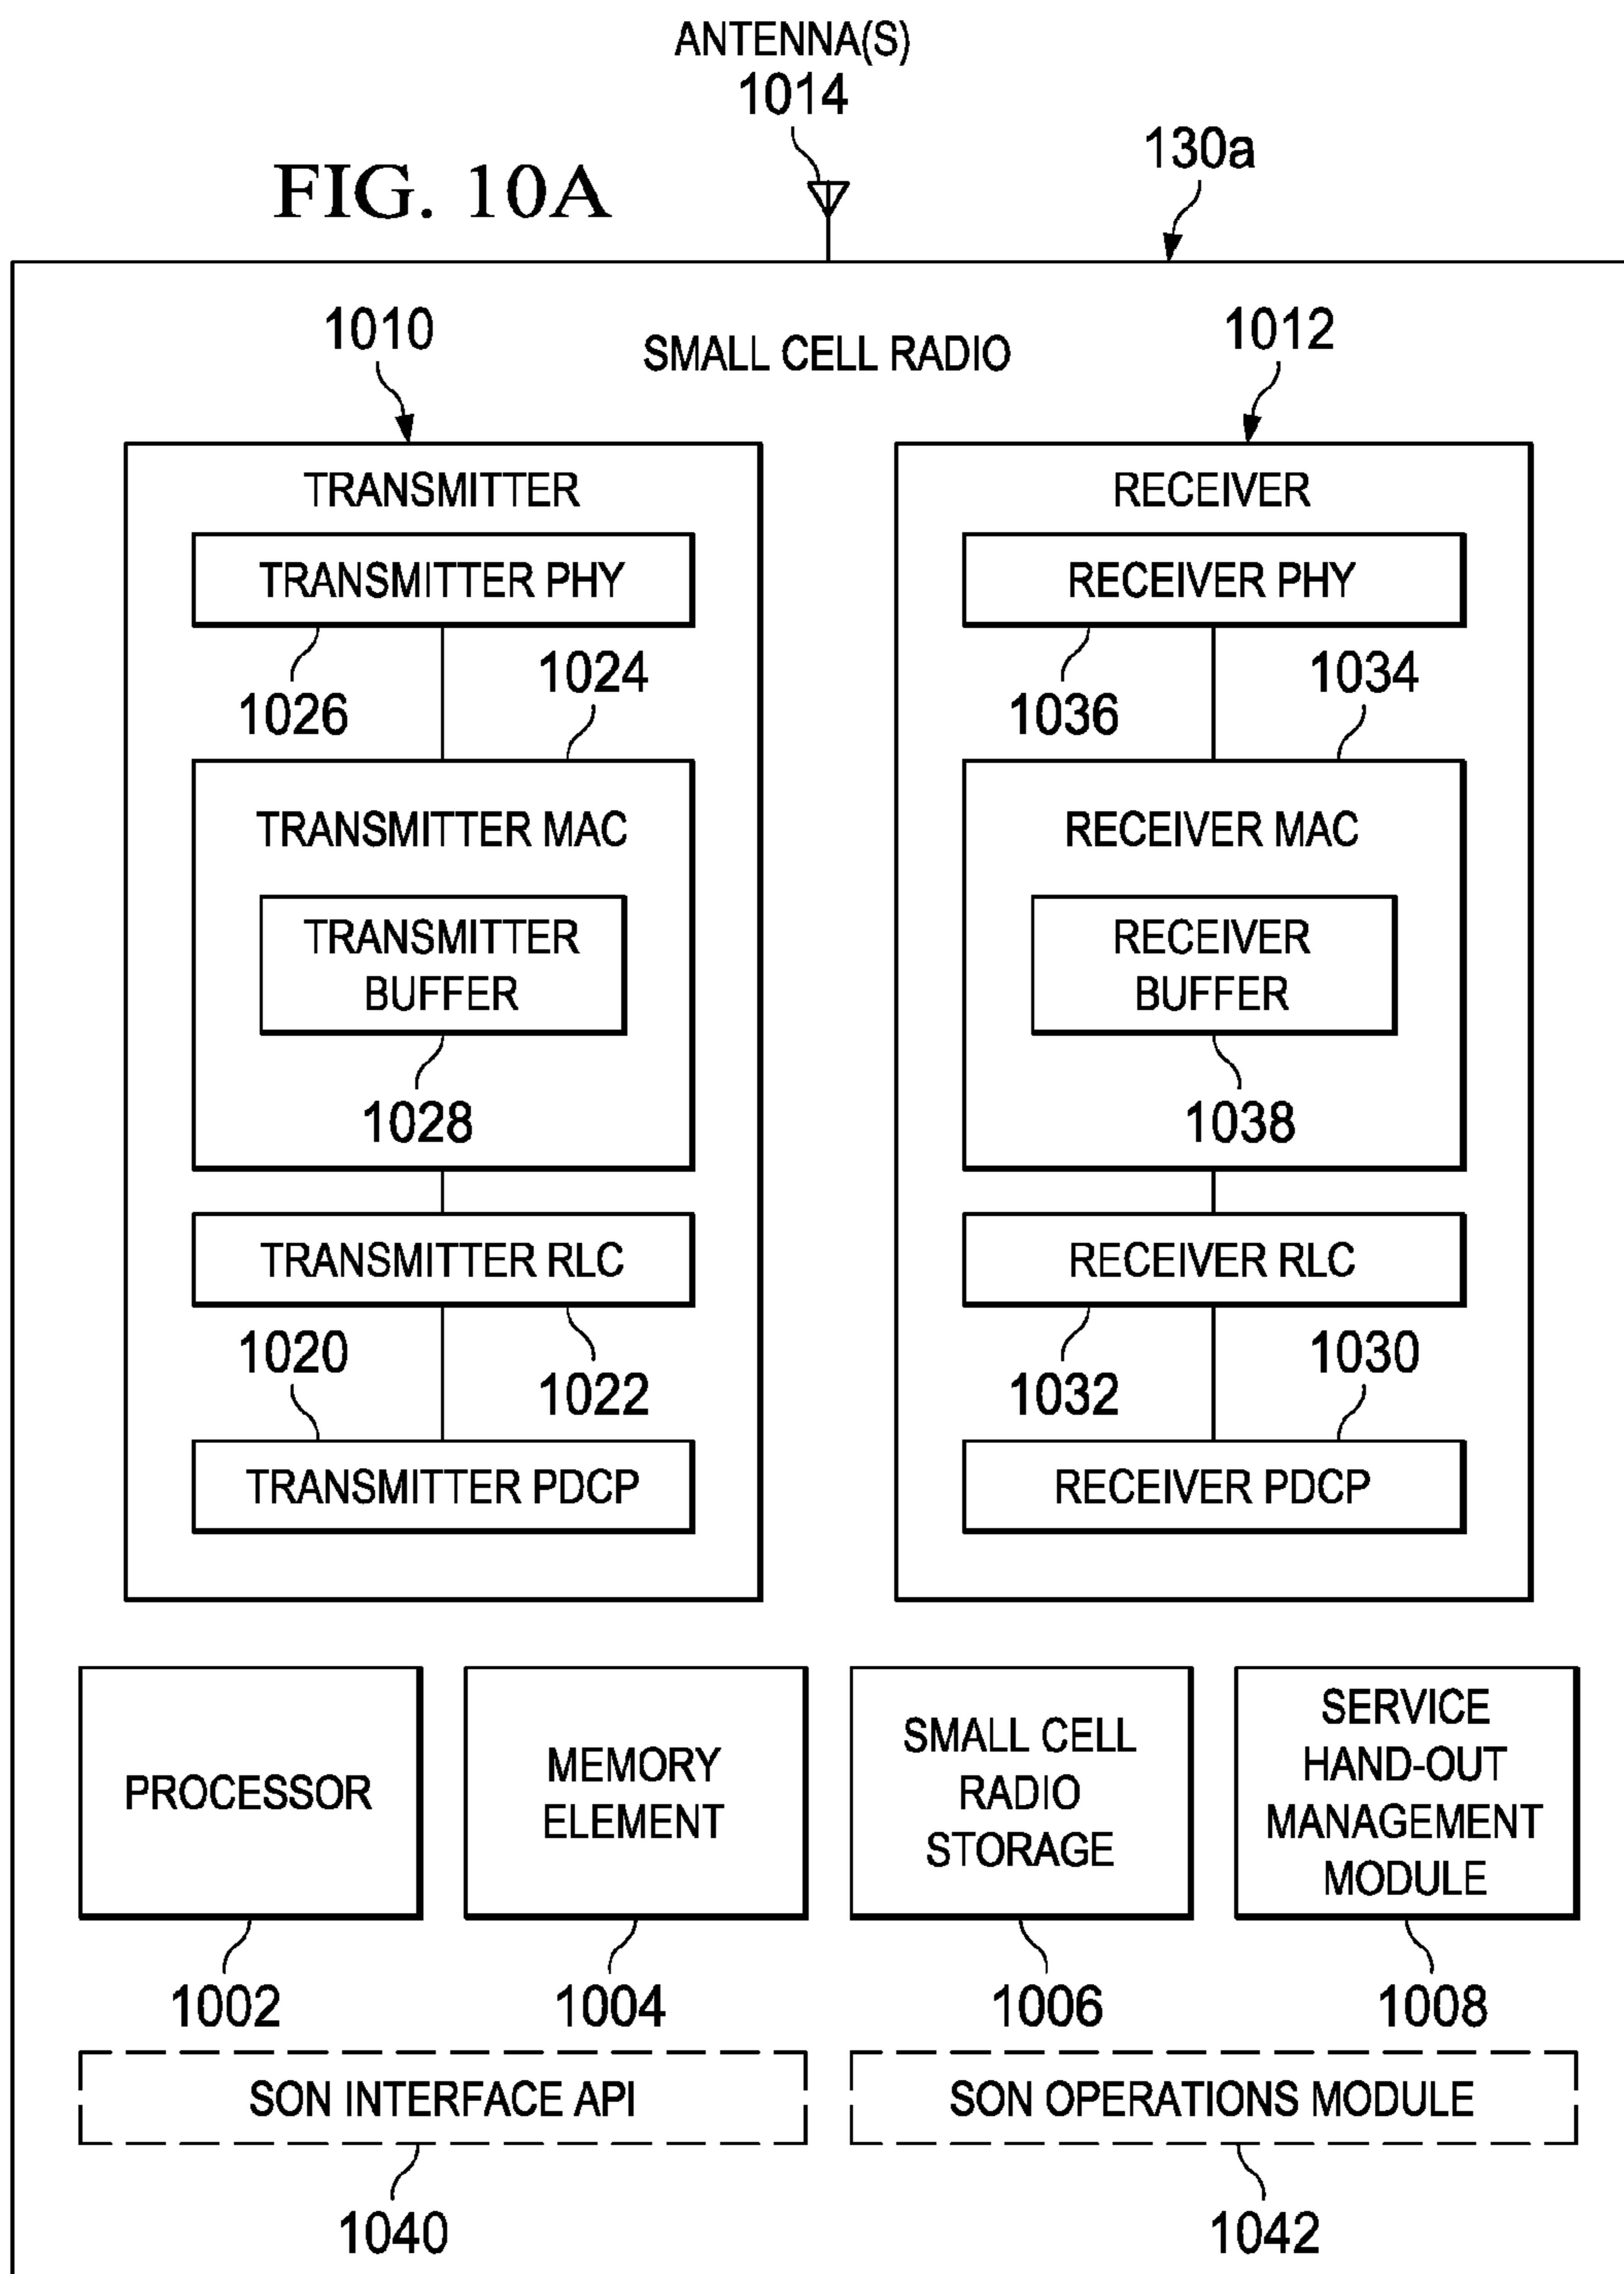 ANTENNA(S)
1014
130a
FIG. 10A
1010
SMALL CELL RADIO
1012
TRANSMITTER
TRANSMITTER PHY
1026
1024
TRANSMITTER MAC
TRANSMITTER
BUFFER
1028
TRANSMITTER RLC
1020
1022
TRANSMITTER PDCP
RECEIVER
RECEIVER PHY
1036
1034
RECEIVER MAC
RECEIVER
BUFFER
1038
RECEIVER RLC
1032
1030
RECEIVER PDCP
PROCESSOR
1002
MEMORY
ELEMENT
1004
SMALL CELL
RADIO
STORAGE
1006
SERVICE
HAND-OUT
MANAGEMENT
MODULE
1008
SON INTERFACE API
1040
SON OPERATIONS MODULE
1042